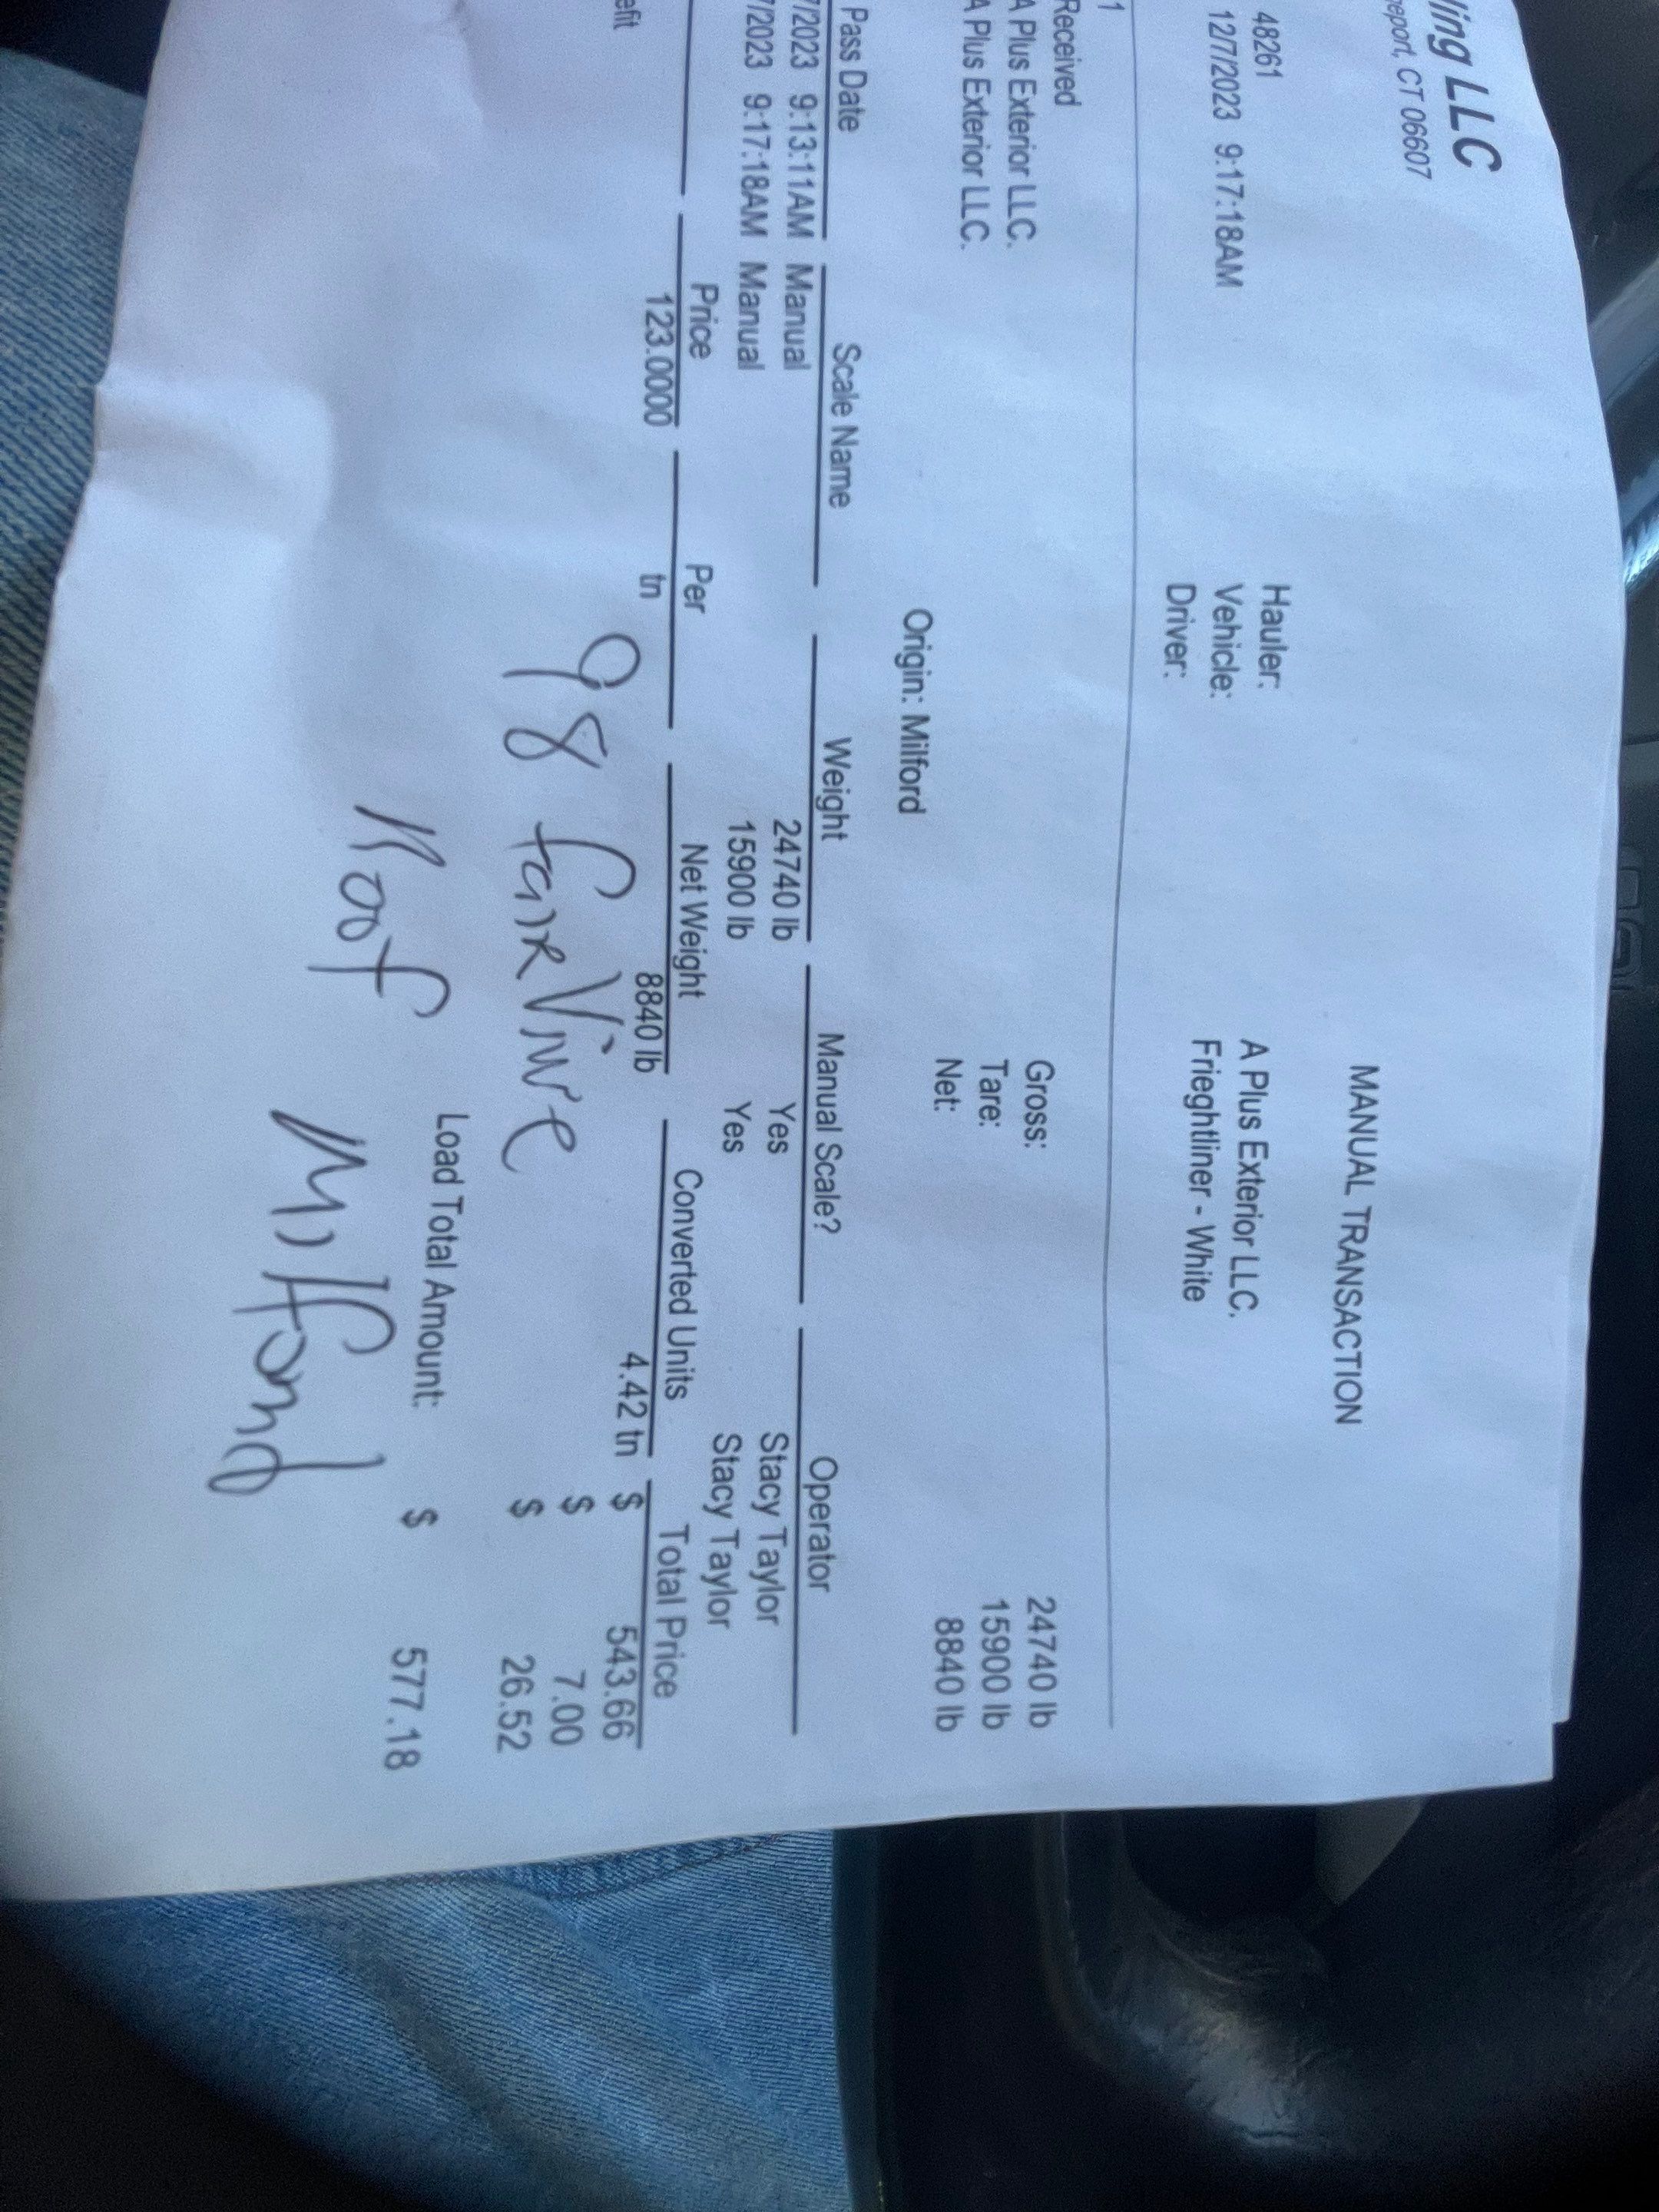 ling LLC
eport, CT 06607
MANUAL TRANSACTION
48261 Hauler: A Plus Exterior LLC.
12/7/2023 9:17:18AM Vehicle: Frieghtliner - White
Driver:
1
Received Gross: 24740 lb
A Plus Exterior LLC. Tare: 15900 lb
A Plus Exterior LLC. Net: 8840 lb
Origin: Milford
Pass Date Scale Name Weight Manual Scale? Operator
7/2023 9:13:11AM Manual 24740 lb Yes Stacy Taylor
7/2023 9:17:18AM Manual 15900 lb Yes Stacy Taylor
Price Per Net Weight Converted Units Total Price
123.0000 tn 8840 lb 4.42 tn $ 543.66
efit $ 7.00
$ 26.52
98 fairview
Load Total Amount: $ 577.18
Roof
Milford